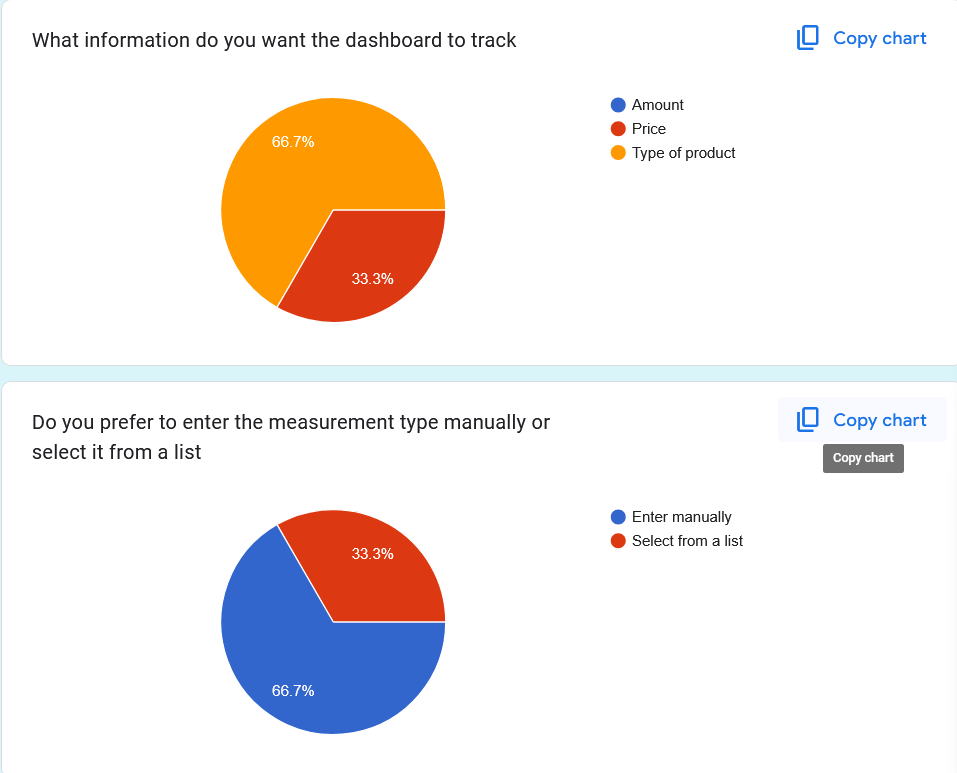 What information do you want the dashboard to track
Copy chart
66.7%
33.3%
Amount
Price
Type of product
Do you prefer to enter the measurement type manually or
select it from a list
Copy chart
Copy chart
33.3%
66.7%
Enter manually
Select from a list